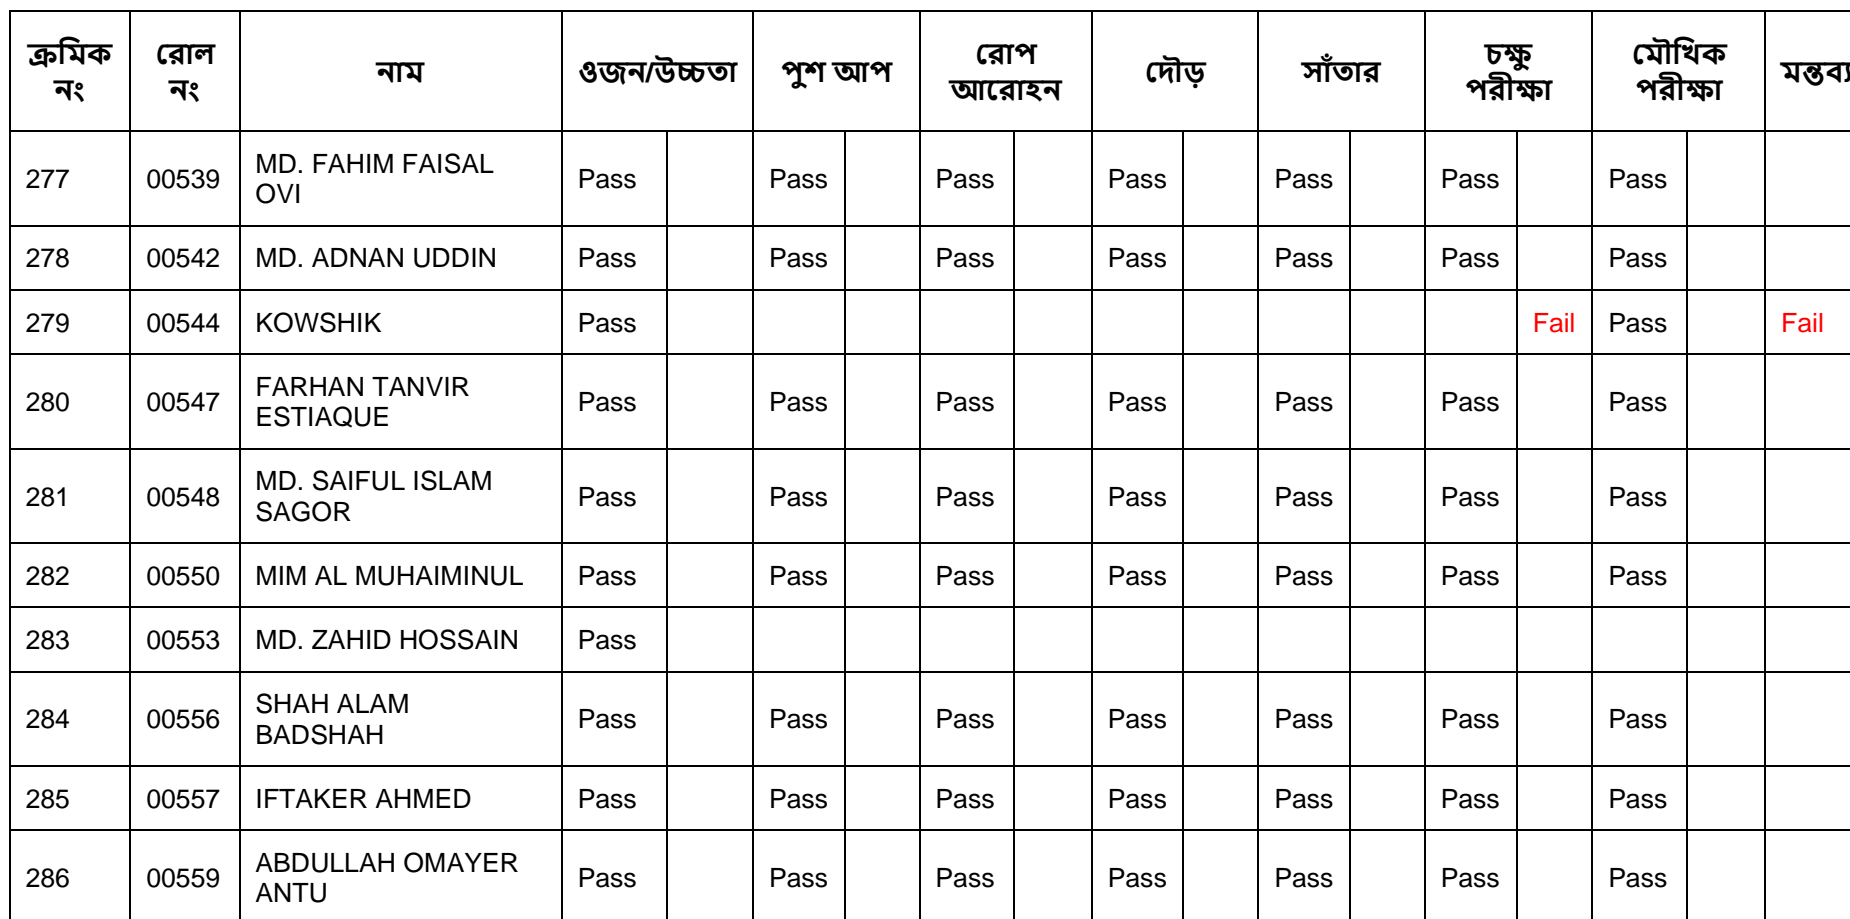 ক্রমিক নং রোল নং নাম ওজন/উচ্চতা পুশ আপ রোপ আরোহন দৌড় সাঁতার চক্ষু পরীক্ষা মৌখিক পরীক্ষা মন্তব্য
277 00539 MD. FAHIM FAISAL OVI Pass Pass Pass Pass Pass Pass Pass
278 00542 MD. ADNAN UDDIN Pass Pass Pass Pass Pass Pass Pass
279 00544 KOWSHIK Pass Fail Pass Fail
280 00547 FARHAN TANVIR ESTIAQUE Pass Pass Pass Pass Pass Pass Pass
281 00548 MD. SAIFUL ISLAM SAGOR Pass Pass Pass Pass Pass Pass Pass
282 00550 MIM AL MUHAIMINUL Pass Pass Pass Pass Pass Pass Pass
283 00553 MD. ZAHID HOSSAIN Pass
284 00556 SHAH ALAM BADSHAH Pass Pass Pass Pass Pass Pass Pass
285 00557 IFTAKER AHMED Pass Pass Pass Pass Pass Pass Pass
286 00559 ABDULLAH OMAYER ANTU Pass Pass Pass Pass Pass Pass Pass